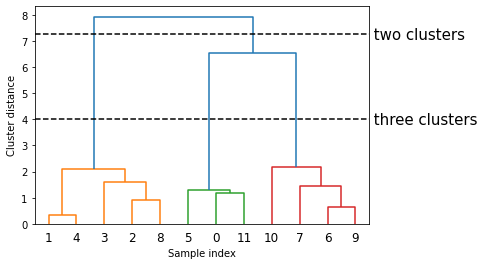 8
7
two clusters
6
5
4
three clusters
3
2
1
0
Cluster distance
1 4 3 2 8 5 0 11 10 7 6 9
Sample index